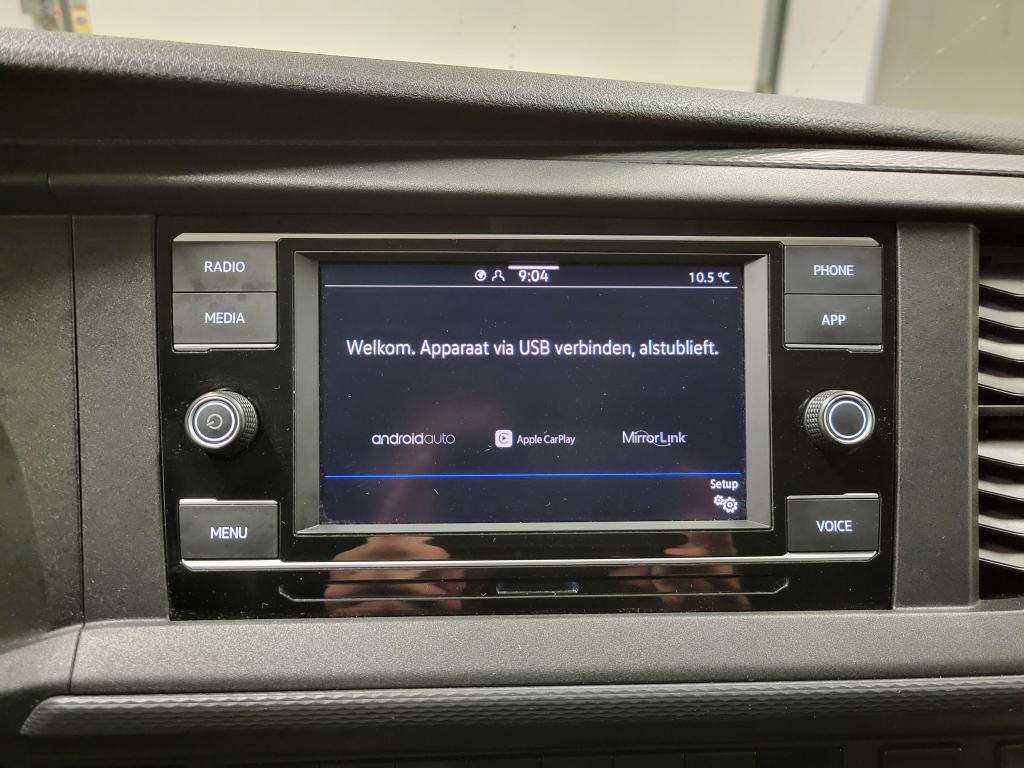 RADIO
MEDIA
MENU
9:04
10.5 °C
Welkom. Apparaat via USB verbinden, alstublieft.
androidauto
Apple CarPlay
MirrorLink
Setup
PHONE
APP
VOICE